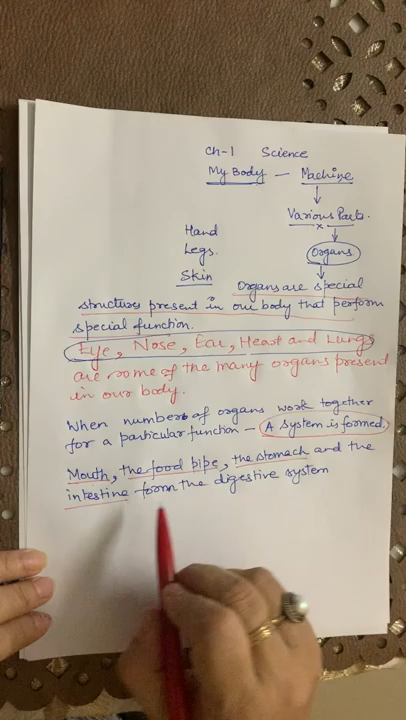 Ch-1 Science
My Body - Machine
Various Parts.
Hand
Legs.
Organs
Skin
Organs are special
structures present in our body that perform
special function.
Eye, Nose, Ear, Heart and Lungs
are some of the many organs present
in our body.
When number of organs work together
for a particular function - A system is formed
Mouth, the food pipe, the stomach and the
intestine form the digestive system